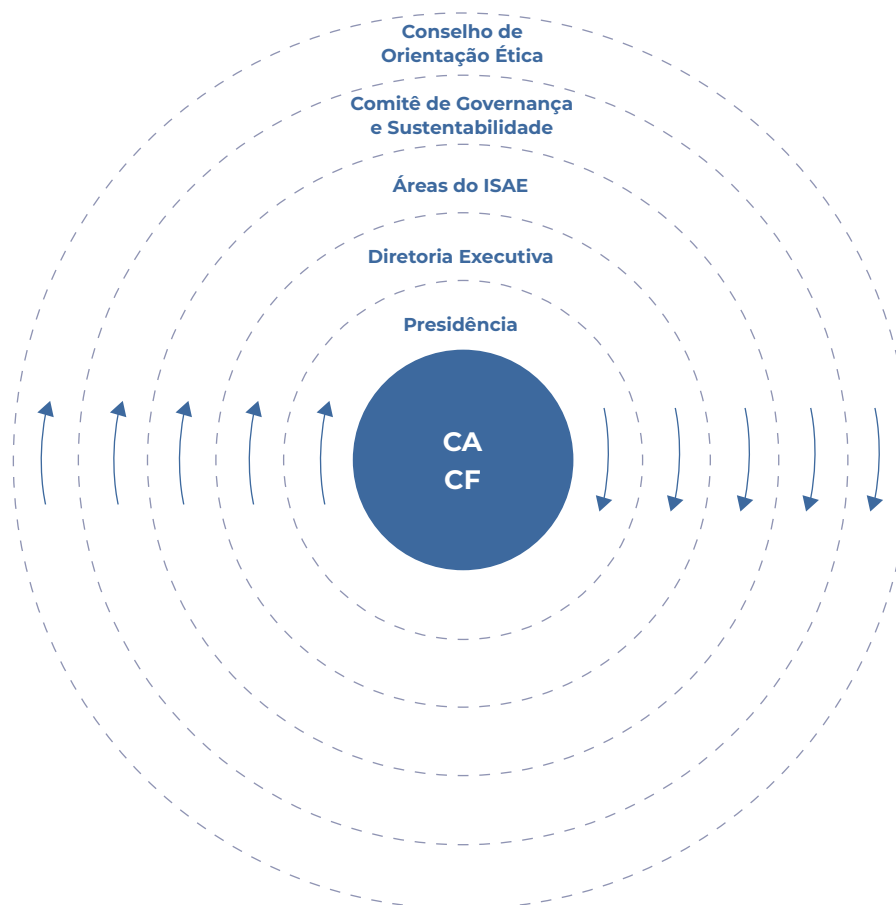 Conselho de
Orientação Ética
Comitê de Governança
e Sustentabilidade
Áreas do ISAE
Diretoria Executiva
Presidência
CA
CF